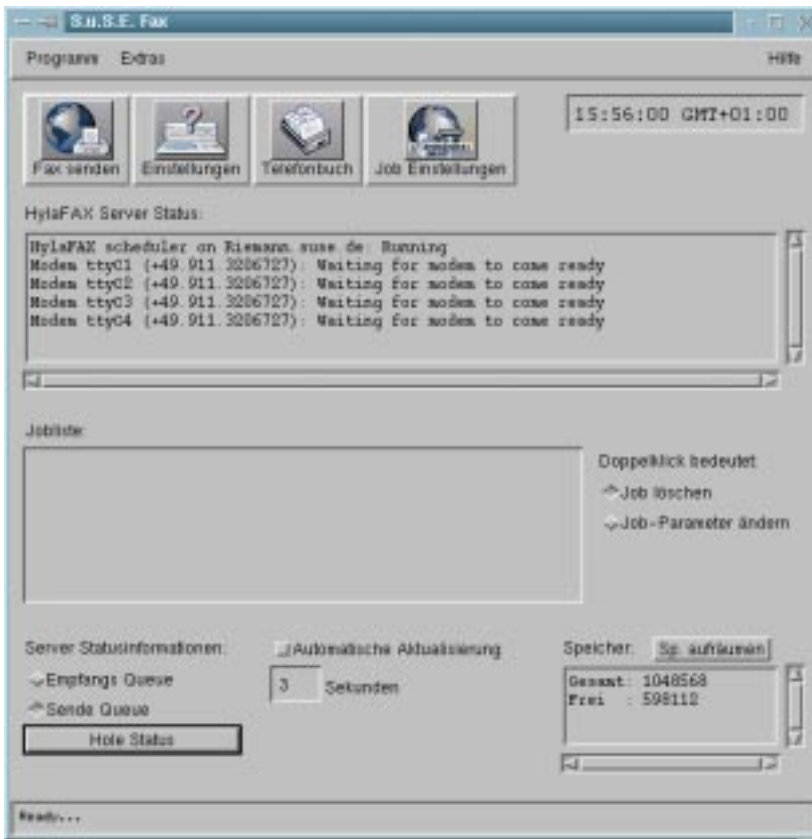 S.u.S.E. Fax
Programm Extras Hilfe
Fax senden Einstellungen Telefonbuch Job Einstellungen
15:56:00 GMT+01:00
HylaFAX Server Status:
HylaFAX scheduler on Riemann.suse.de: Running
Modem ttyC1 (+49.911.3206727): Waiting for modem to come ready
Modem ttyC2 (+49.911.3206727): Waiting for modem to come ready
Modem ttyC3 (+49.911.3206727): Waiting for modem to come ready
Modem ttyC4 (+49.911.3206727): Waiting for modem to come ready
Jobliste:
Doppelklick bedeutet:
Job löschen
Job-Parameter ändern
Server Statusinformationen:
Empfangs Queue
Sende Queue
Hole Status
Automatische Aktualisierung
3 Sekunden
Speicher: Sp. aufräumen
Gesamt: 1048568
Frei : 598112
Ready...